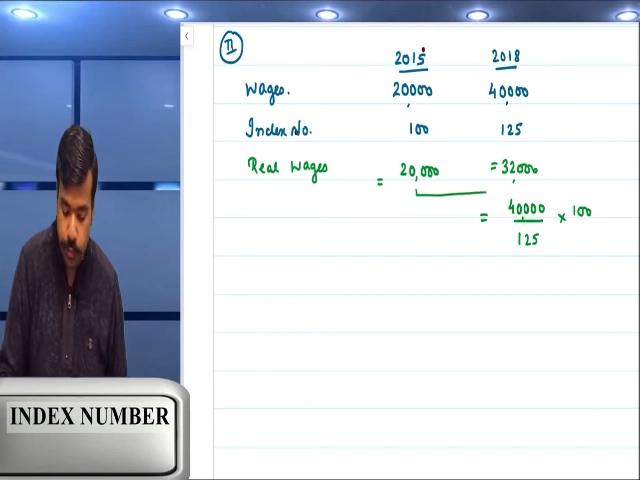 II
2015 2018
Wages. 20000 40000
Index No. 100 125
Real Wages = 20,000 = 32000
= 40000 / 125 × 100
INDEX NUMBER